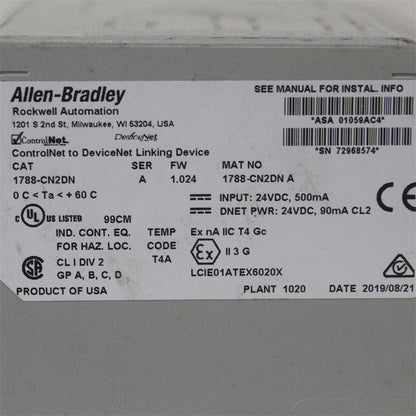 Allen-Bradley
SEE MANUAL FOR INSTAL. INFO
Rockwell Automation
1201 S 2nd St, Milwaukee, WI 53204, USA
*ASA 01059AC4*
ControlNet DeviceNet
*SN 72968574*
ControlNet to DeviceNet Linking Device
CAT SER FW MAT NO
1788-CN2DN A 1.024 1788-CN2DN A
0 C < Ta < +60 C
INPUT: 24VDC, 500mA
DNET PWR: 24VDC, 90mA CL2
CE
C UL US LISTED 99CM
IND. CONT. EQ. TEMP Ex nA IIC T4 Gc
FOR HAZ. LOC. CODE
CL I DIV 2 T4A Ex II 3 G
GP A, B, C, D LCIE01ATEX6020X
PRODUCT OF USA PLANT 1020 DATE 2019/08/21